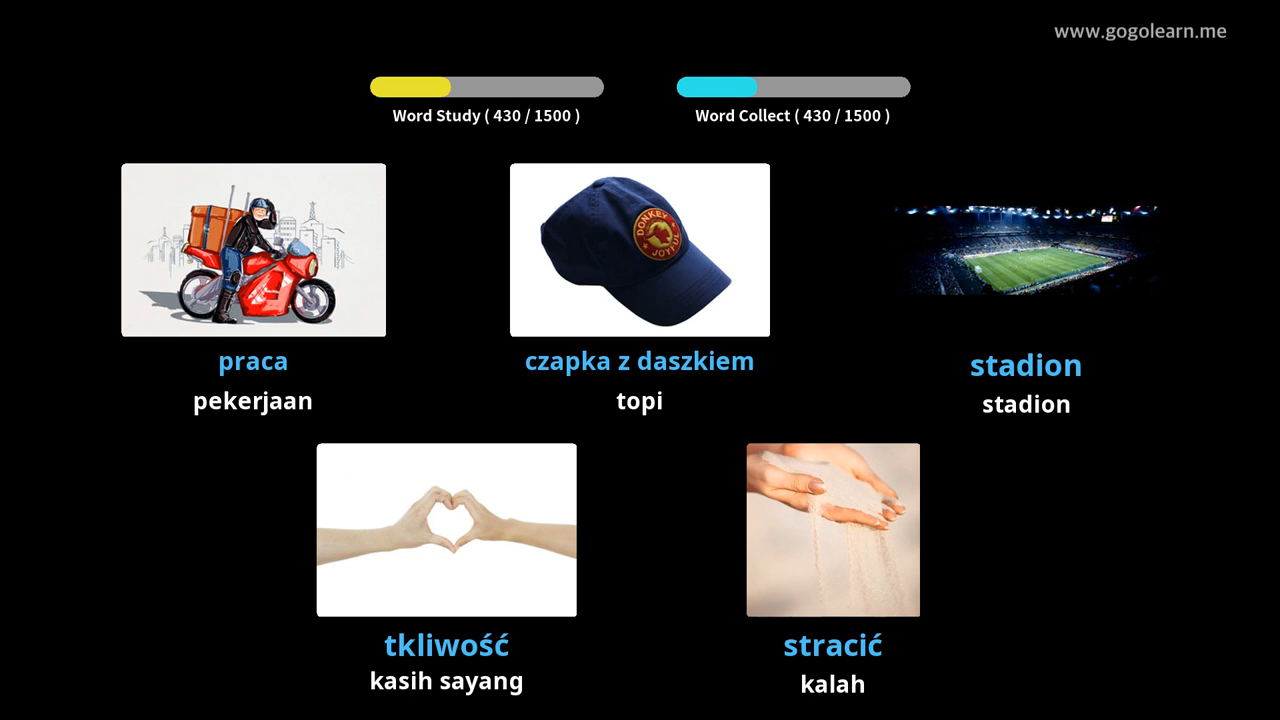 www.gogolearn.me
Word Study ( 430 / 1500 )
Word Collect ( 430 / 1500 )
DONKEY
JOYFUL
praca
pekerjaan
czapka z daszkiem
topi
stadion
stadion
tkliwość
kasih sayang
stracić
kalah